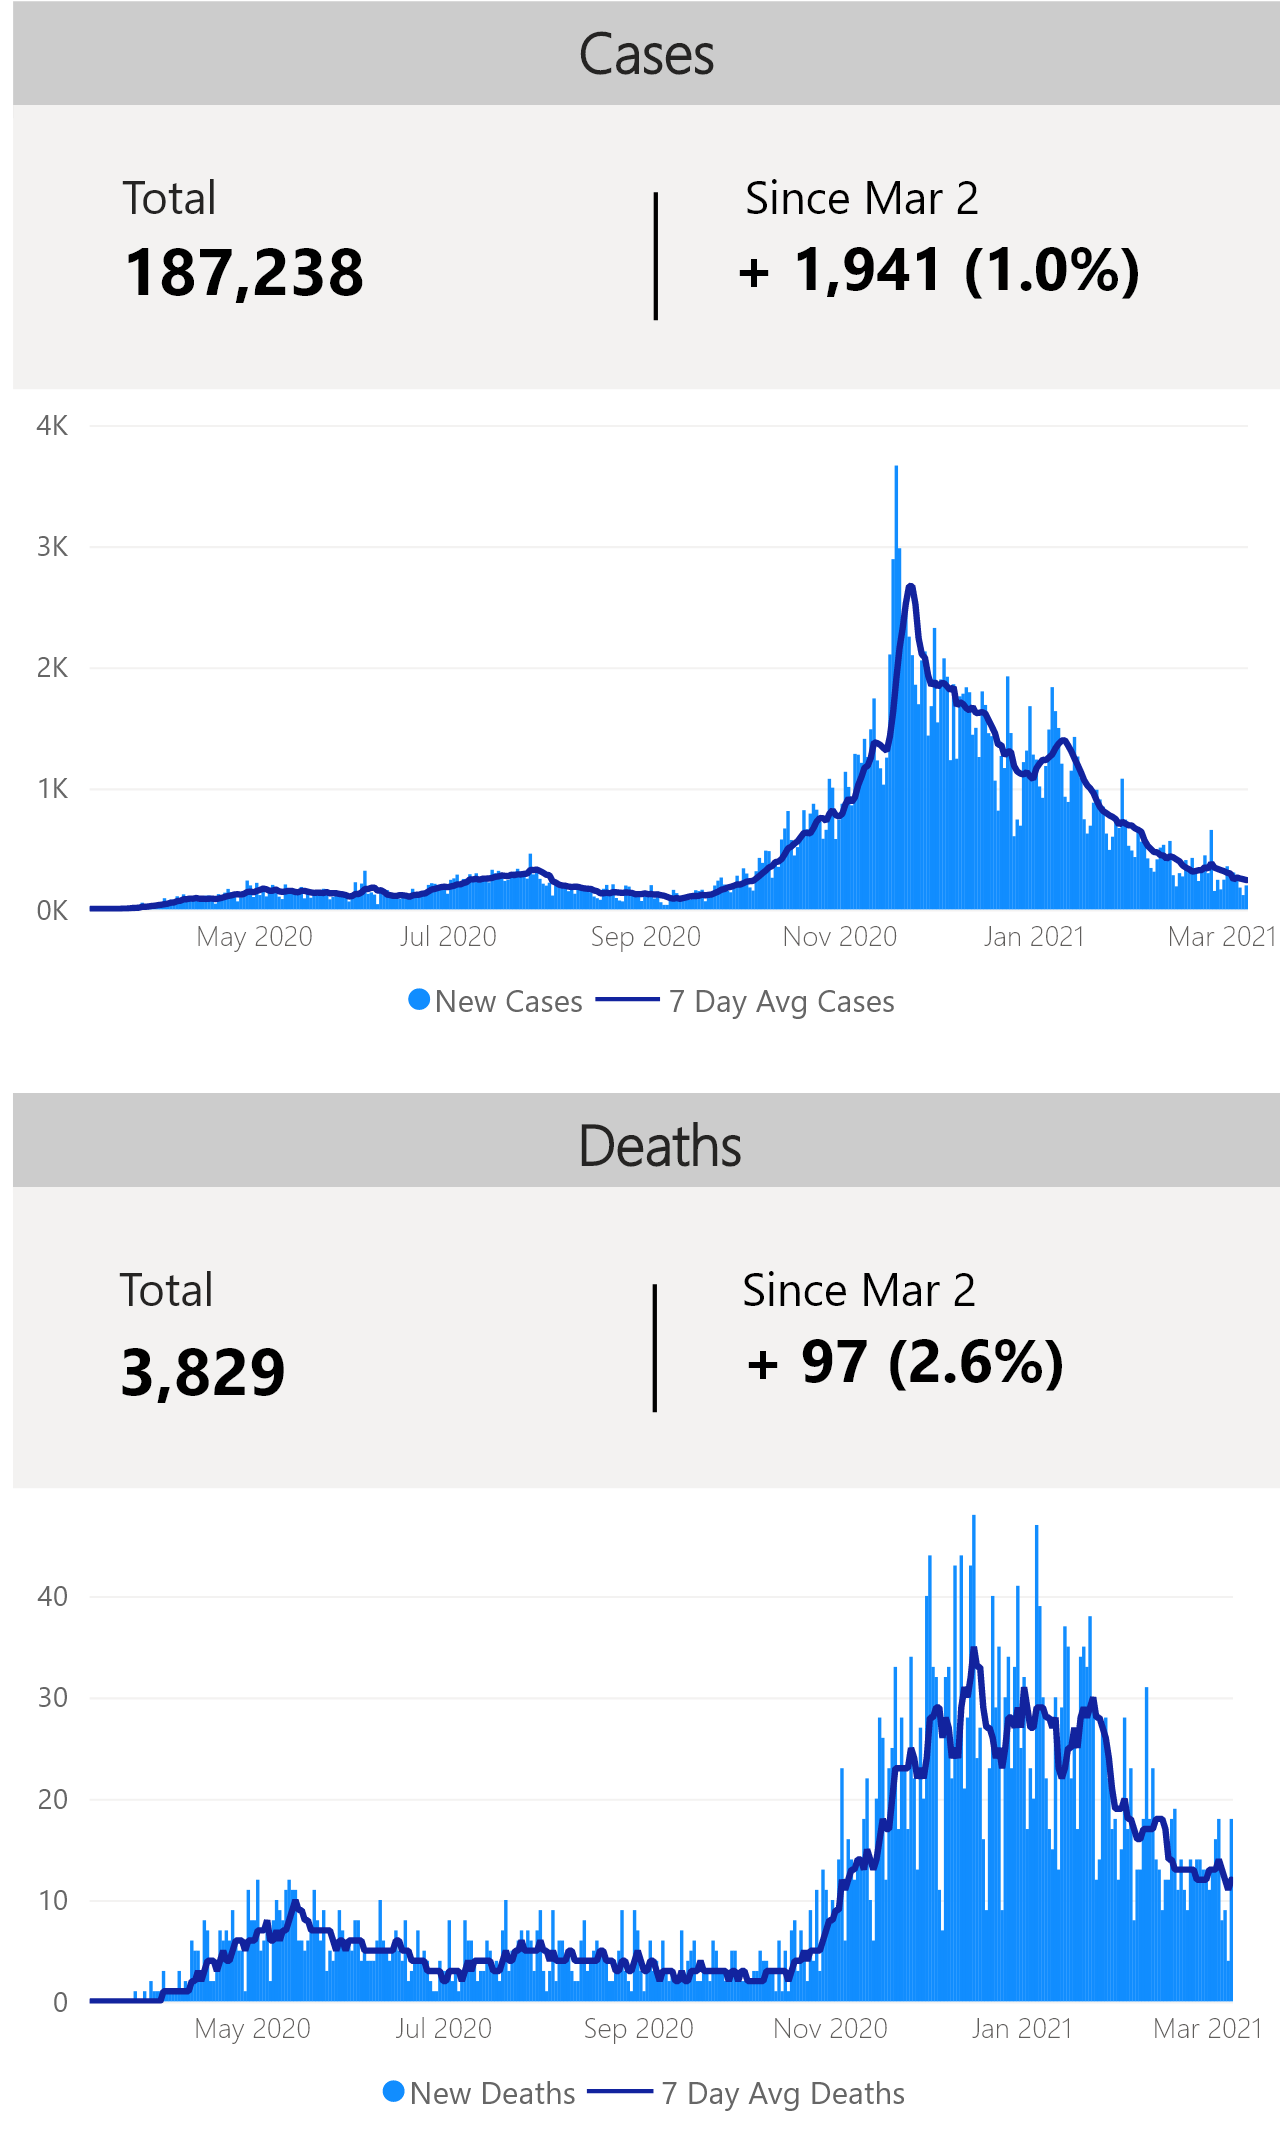 Cases
Total
Since Mar 2
187,238
+ 1,941 (1.0%)
4K
3K
2K
1K
0K
May 2020
Jul 2020
Sep 2020
Nov 2020
Jan 2021
Mar 2021
New Cases
7 Day Avg Cases
Deaths
Total
Since Mar 2
3,829
+ 97 (2.6%)
40
30
20
10
0
May 2020
Jul 2020
Sep 2020
Nov 2020
Jan 2021
Mar 2021
New Deaths
7 Day Avg Deaths